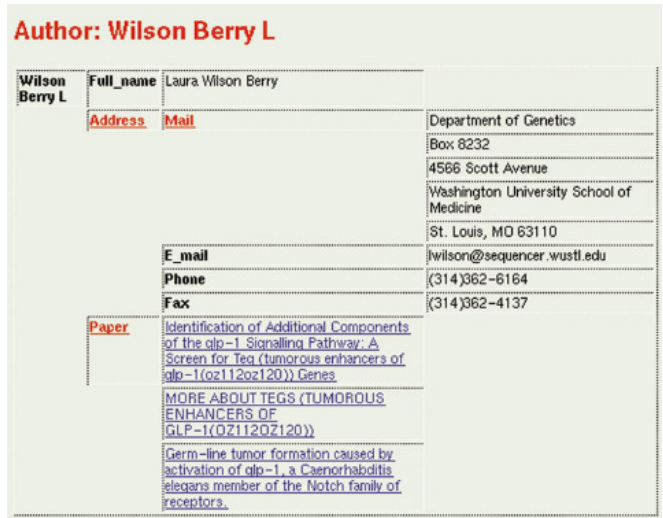 Author: Wilson Berry L
Wilson Berry L Full_name Laura Wilson Berry
Address Mail Department of Genetics
Box 8232
4566 Scott Avenue
Washington University School of
Medicine
St. Louis, MO 63110
E_mail lwilson@sequencer.wustl.edu
Phone (314)362-6164
Fax (314)362-4137
Paper Identification of Additional Components
of the glp-1 Signalling Pathway: A
Screen for Teg (tumorous enhancers of
glp-1(oz112oz120)) Genes
MORE ABOUT TEGS (TUMOROUS
ENHANCERS OF
GLP-1(OZ112OZ120))
Germ-line tumor formation caused by
activation of glp-1, a Caenorhabditis
elegans member of the Notch family of
receptors.